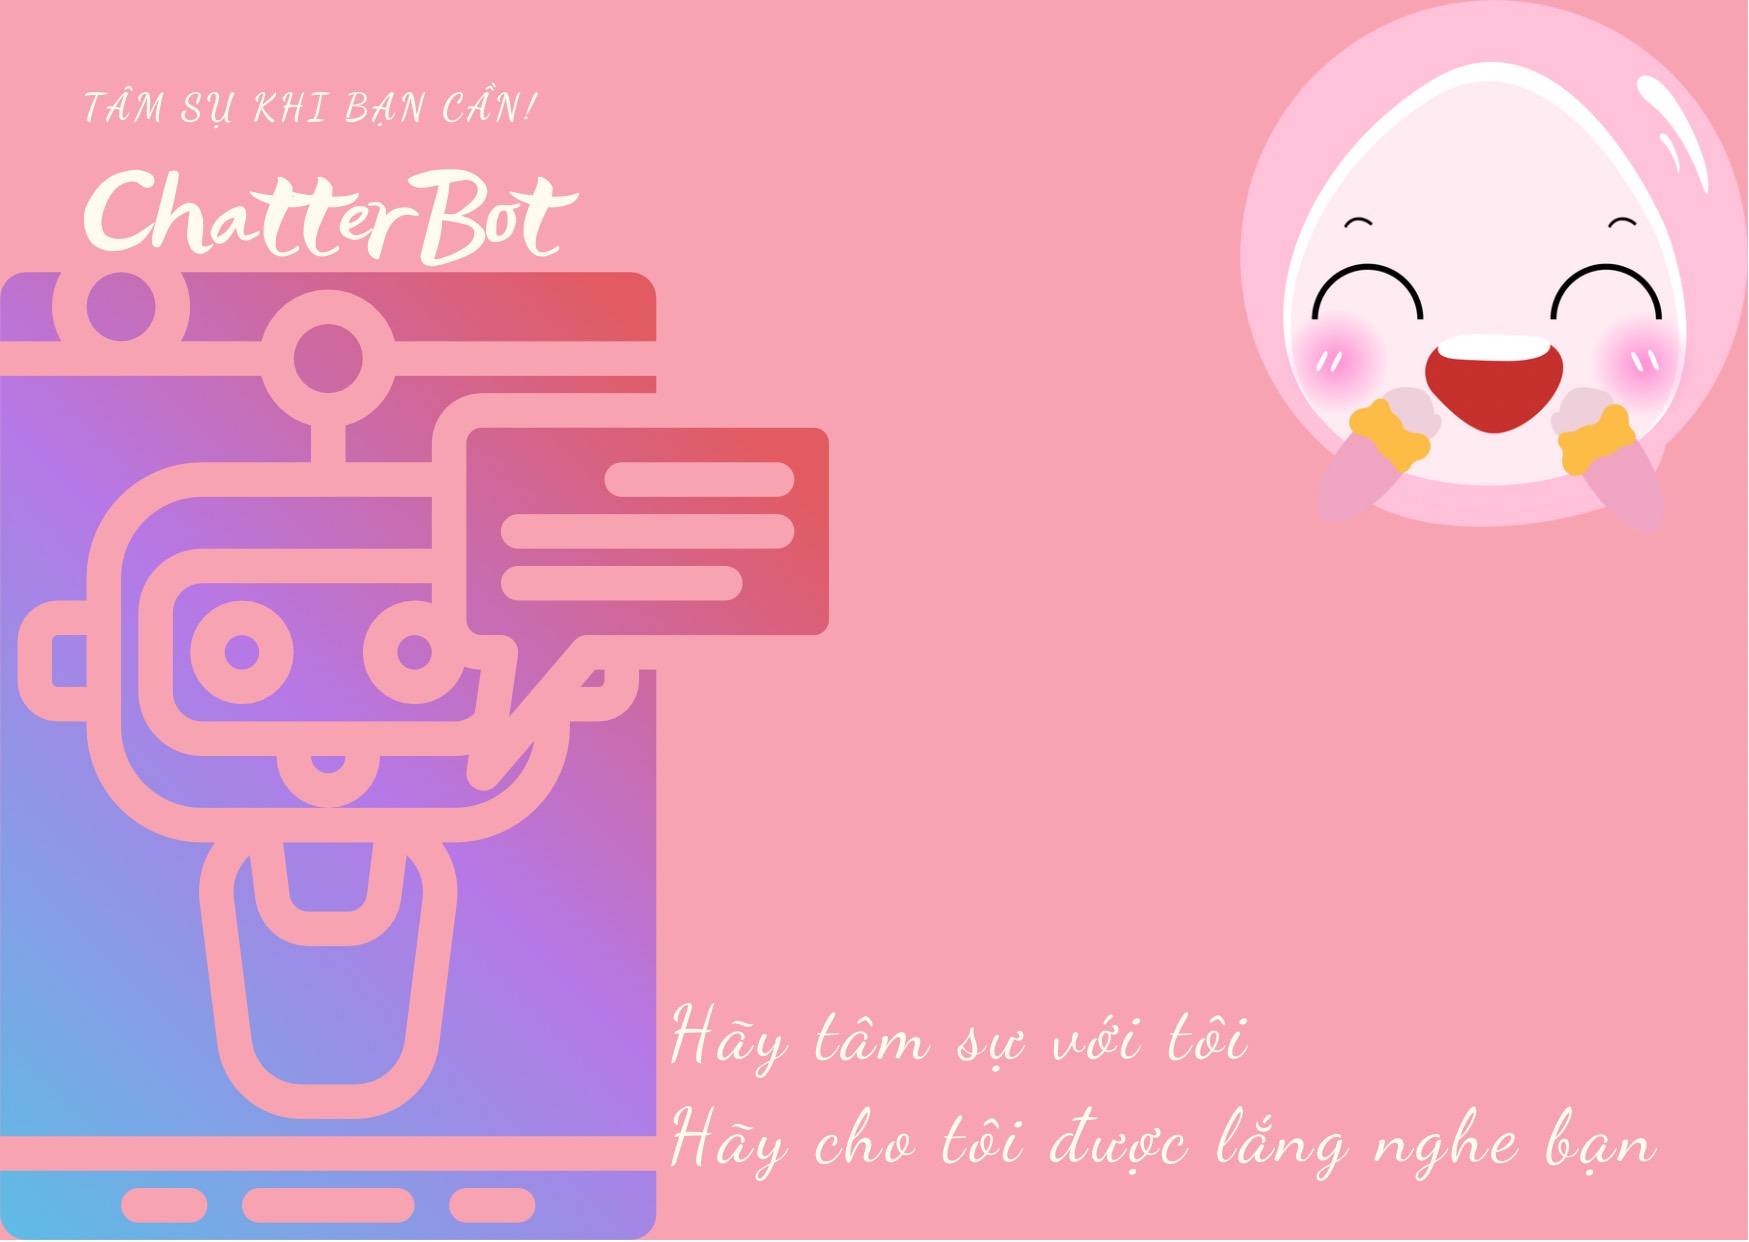 TÂM SỰ KHI BẠN CẦN!
ChatterBot
Hãy tâm sự với tôi
Hãy cho tôi được lắng nghe bạn